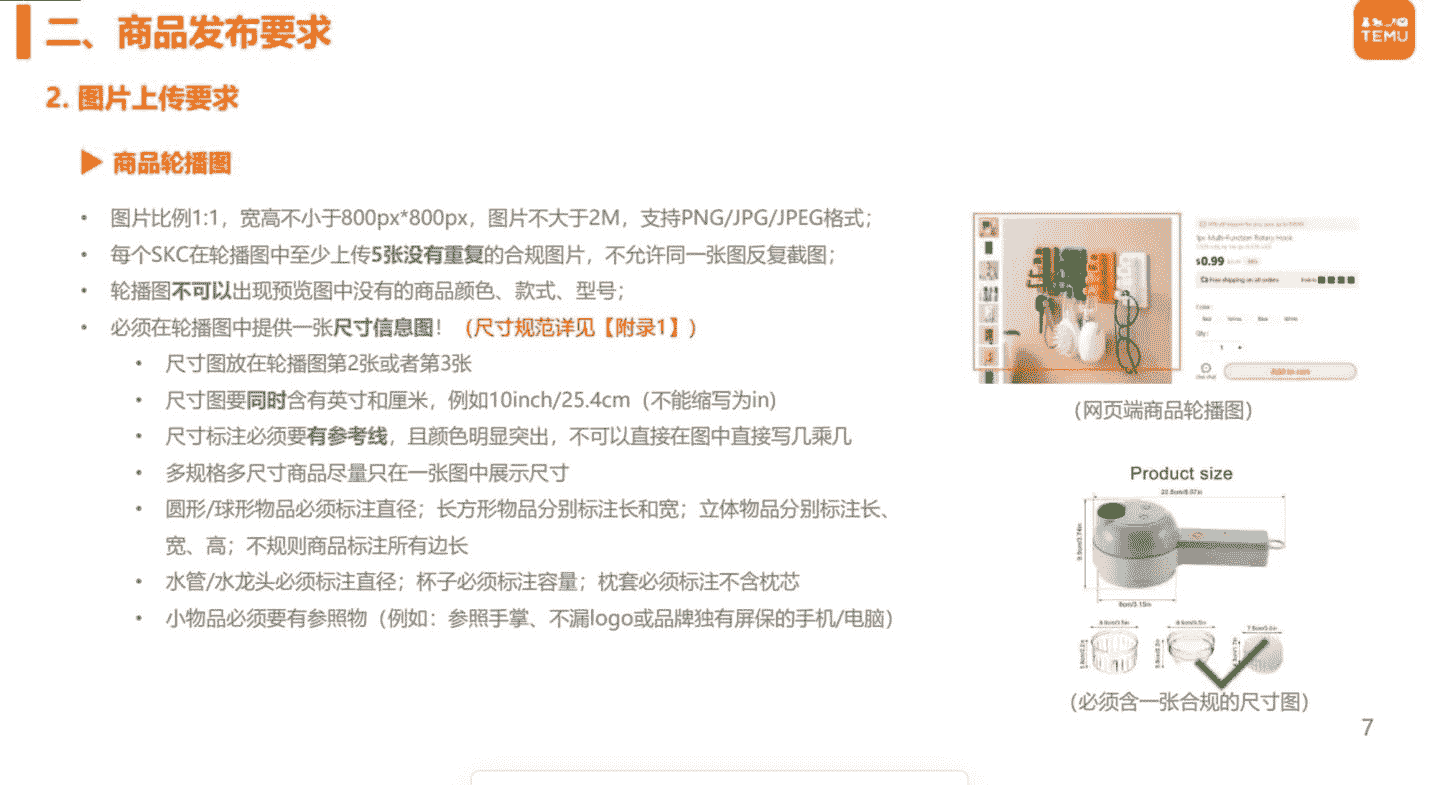 二、商品发布要求
TEMU
2. 图片上传要求
▶ 商品轮播图
• 图片比例1:1，宽高不小于800px*800px，图片不大于2M，支持PNG/JPG/JPEG格式；
• 每个SKC在轮播图中至少上传5张没有重复的合规图片，不允许同一张图反复截图；
• 轮播图不可以出现预览图中没有的商品颜色、款式、型号；
• 必须在轮播图中提供一张尺寸信息图！（尺寸规范详见【附录1】）
• 尺寸图放在轮播图第2张或者第3张
• 尺寸图要同时含有英寸和厘米，例如10inch/25.4cm（不能缩写为in）
• 尺寸标注必须要有参考线，且颜色明显突出，不可以直接在图中直接写几乘几
• 多规格多尺寸商品尽量只在一张图中展示尺寸
• 圆形/球形物品必须标注直径；长方形物品分别标注长和宽；立体物品分别标注长、
宽、高；不规则商品标注所有边长
• 水管/水龙头必须标注直径；杯子必须标注容量；枕套必须标注不含枕芯
• 小物品必须要有参照物（例如：参照手掌、不漏logo或品牌独有屏保的手机/电脑）
1pc Multi-Function Rotary Hook
$0.99
Free shipping on all orders
Color:
Red White Blue White
Qty:
1
Add to cart
（网页端商品轮播图）
Product size
8cm/3.15in
（必须含一张合规的尺寸图）
7